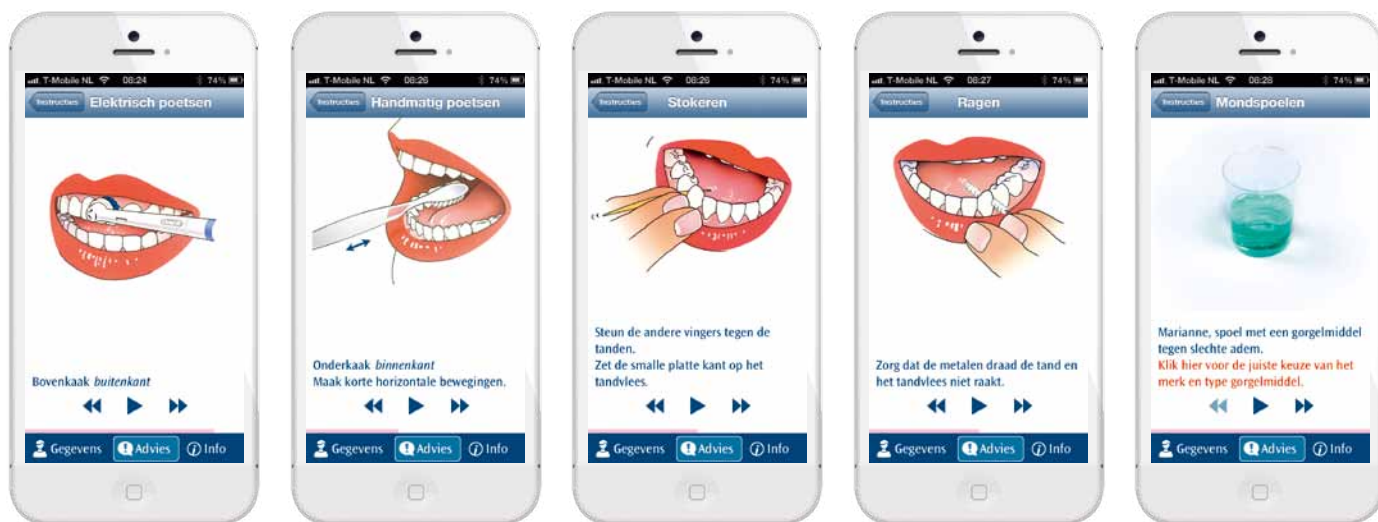 T-Mobile NL 08:24 74%
Instructies Elektrisch poetsen
Bovenkaak buitenkant
Gegevens Advies Info
T-Mobile NL 08:26 74%
Instructies Handmatig poetsen
Onderkaak binnenkant
Maak korte horizontale bewegingen.
Gegevens Advies Info
T-Mobile NL 08:26 74%
Instructies Stokeren
Steun de andere vingers tegen de
tanden.
Zet de smalle platte kant op het
tandvlees.
Gegevens Advies Info
T-Mobile NL 08:27 74%
Instructies Ragen
Zorg dat de metalen draad de tand en
het tandvlees niet raakt.
Gegevens Advies Info
T-Mobile NL 08:28 74%
Instructies Mondspoelen
Marianne, spoel met een gorgelmiddel
tegen slechte adem.
Klik hier voor de juiste keuze van het
merk en type gorgelmiddel.
Gegevens Advies Info